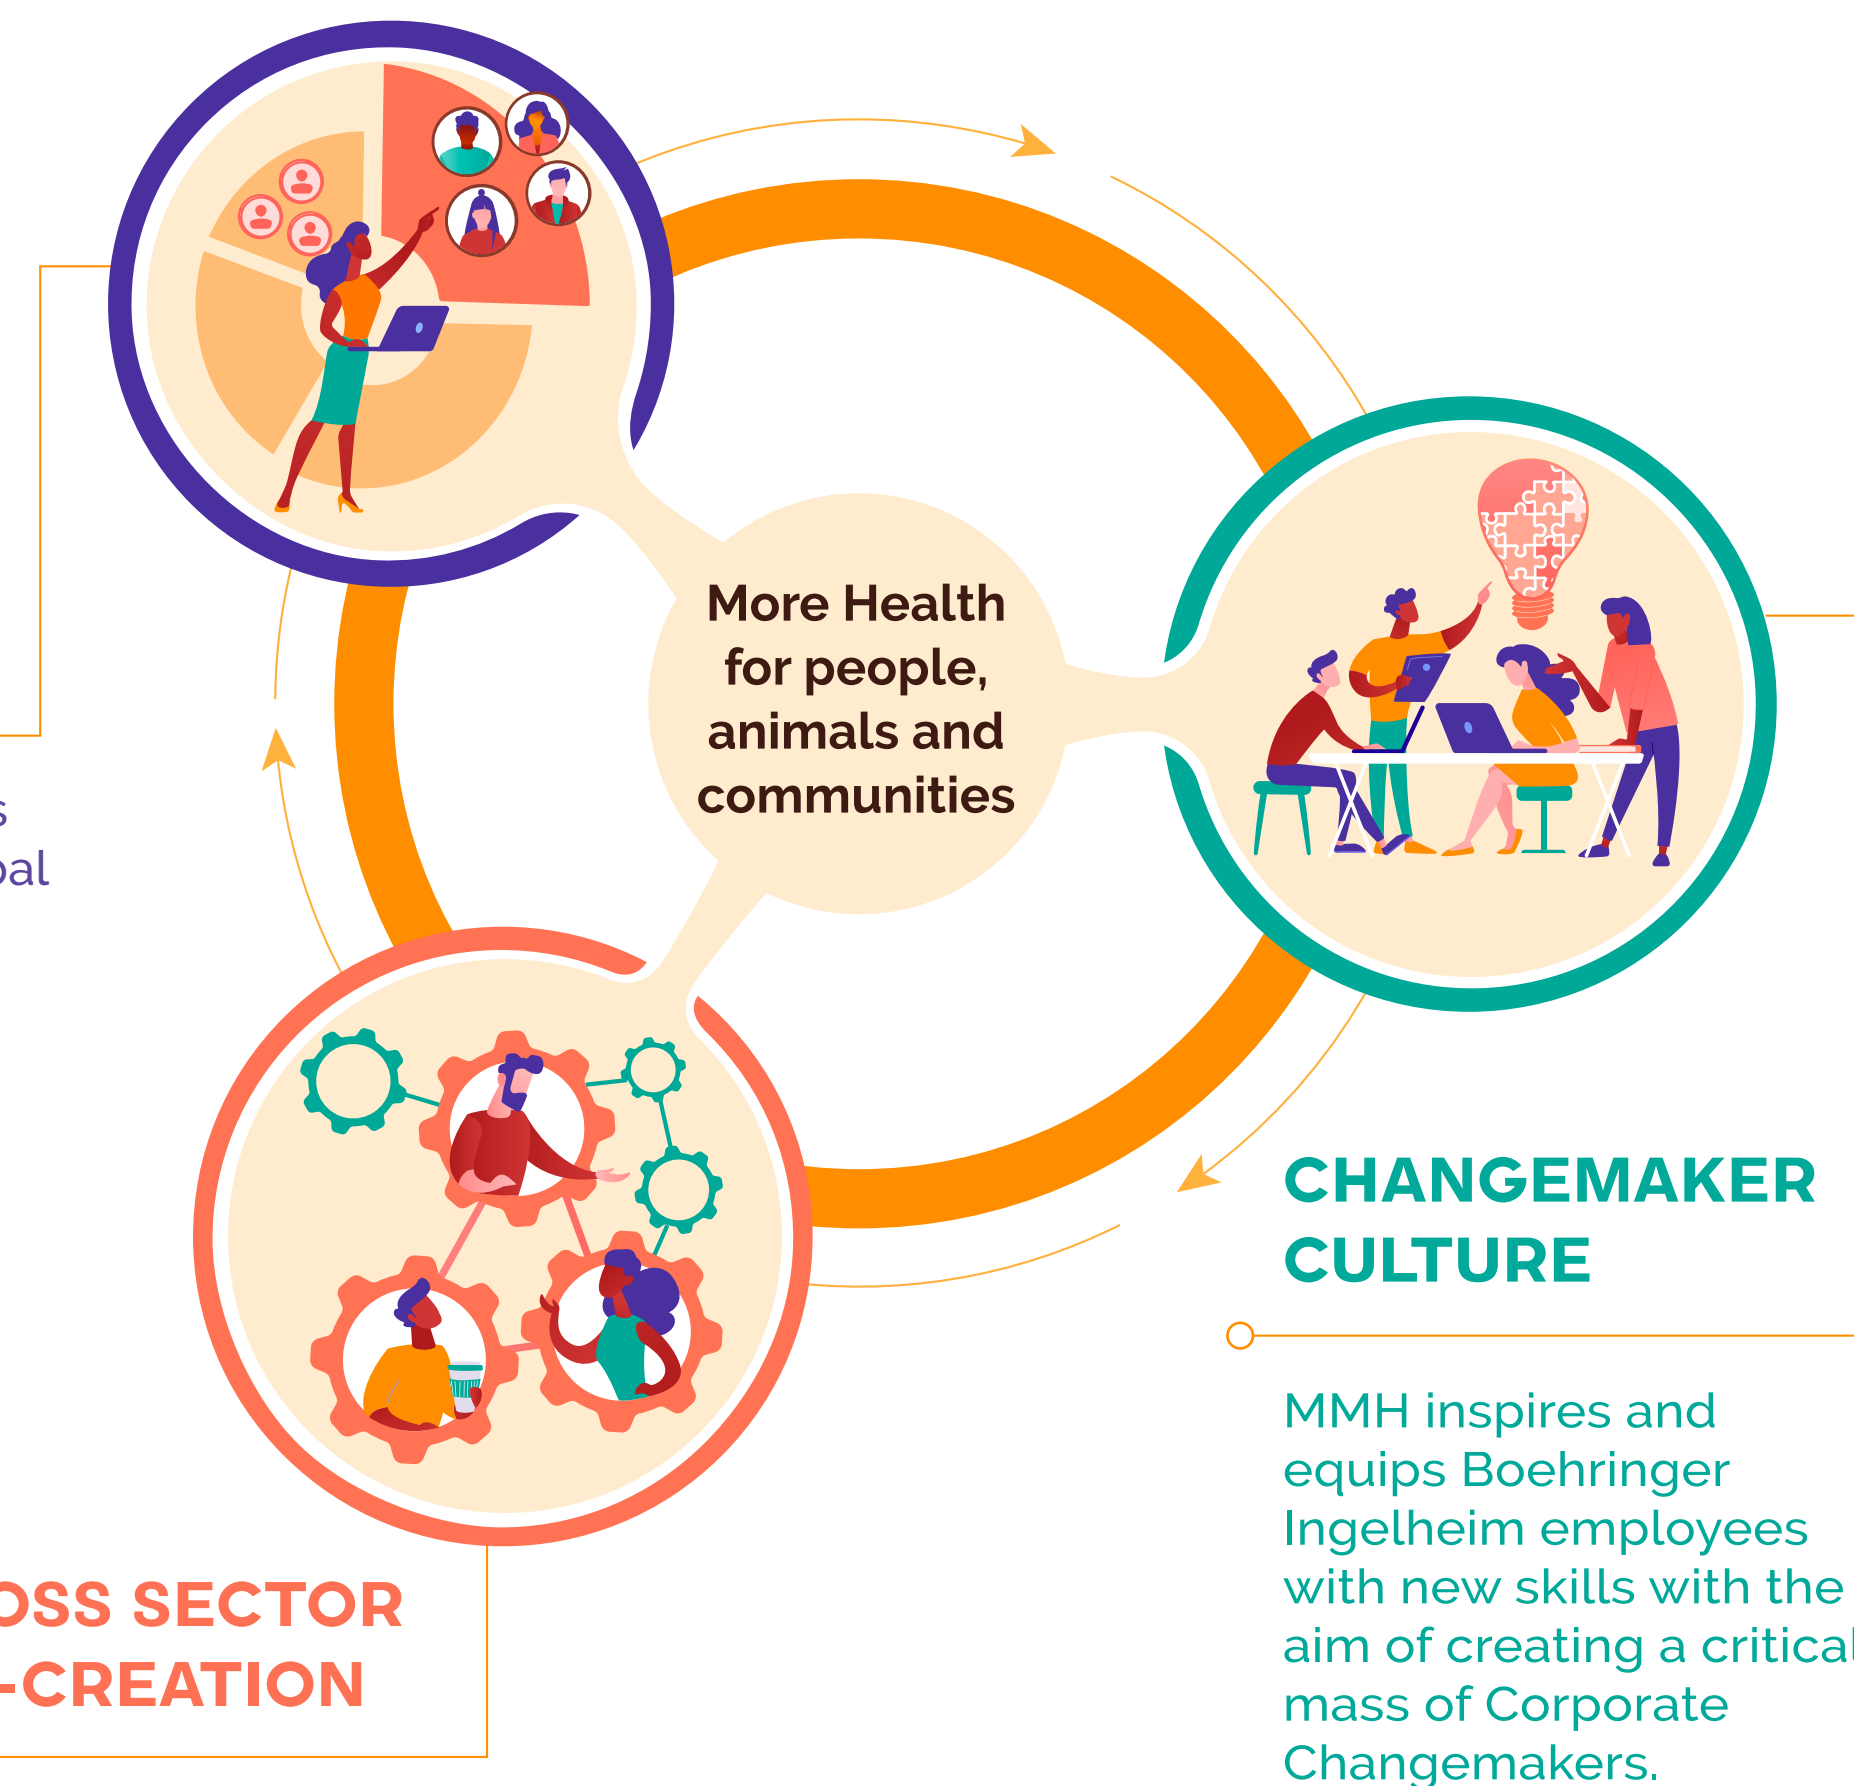 More Health
for people,
animals and
communities
CHANGEMAKER
CULTURE
MMH inspires and
equips Boehringer
Ingelheim employees
with new skills with the
aim of creating a critical
mass of Corporate
Changemakers.
OSS SECTOR
-CREATION